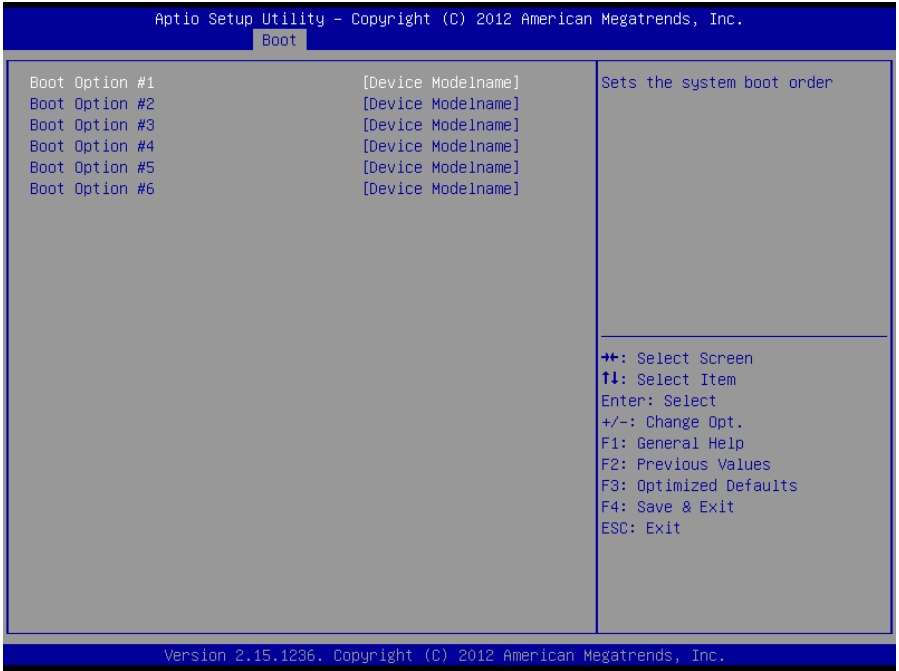 Aptio Setup Utility – Copyright (C) 2012 American Megatrends, Inc.
Boot
Boot Option #1 [Device Modelname]
Boot Option #2 [Device Modelname]
Boot Option #3 [Device Modelname]
Boot Option #4 [Device Modelname]
Boot Option #5 [Device Modelname]
Boot Option #6 [Device Modelname]
Sets the system boot order
→←: Select Screen
↑↓: Select Item
Enter: Select
+/-: Change Opt.
F1: General Help
F2: Previous Values
F3: Optimized Defaults
F4: Save & Exit
ESC: Exit
Version 2.15.1236. Copyright (C) 2012 American Megatrends, Inc.